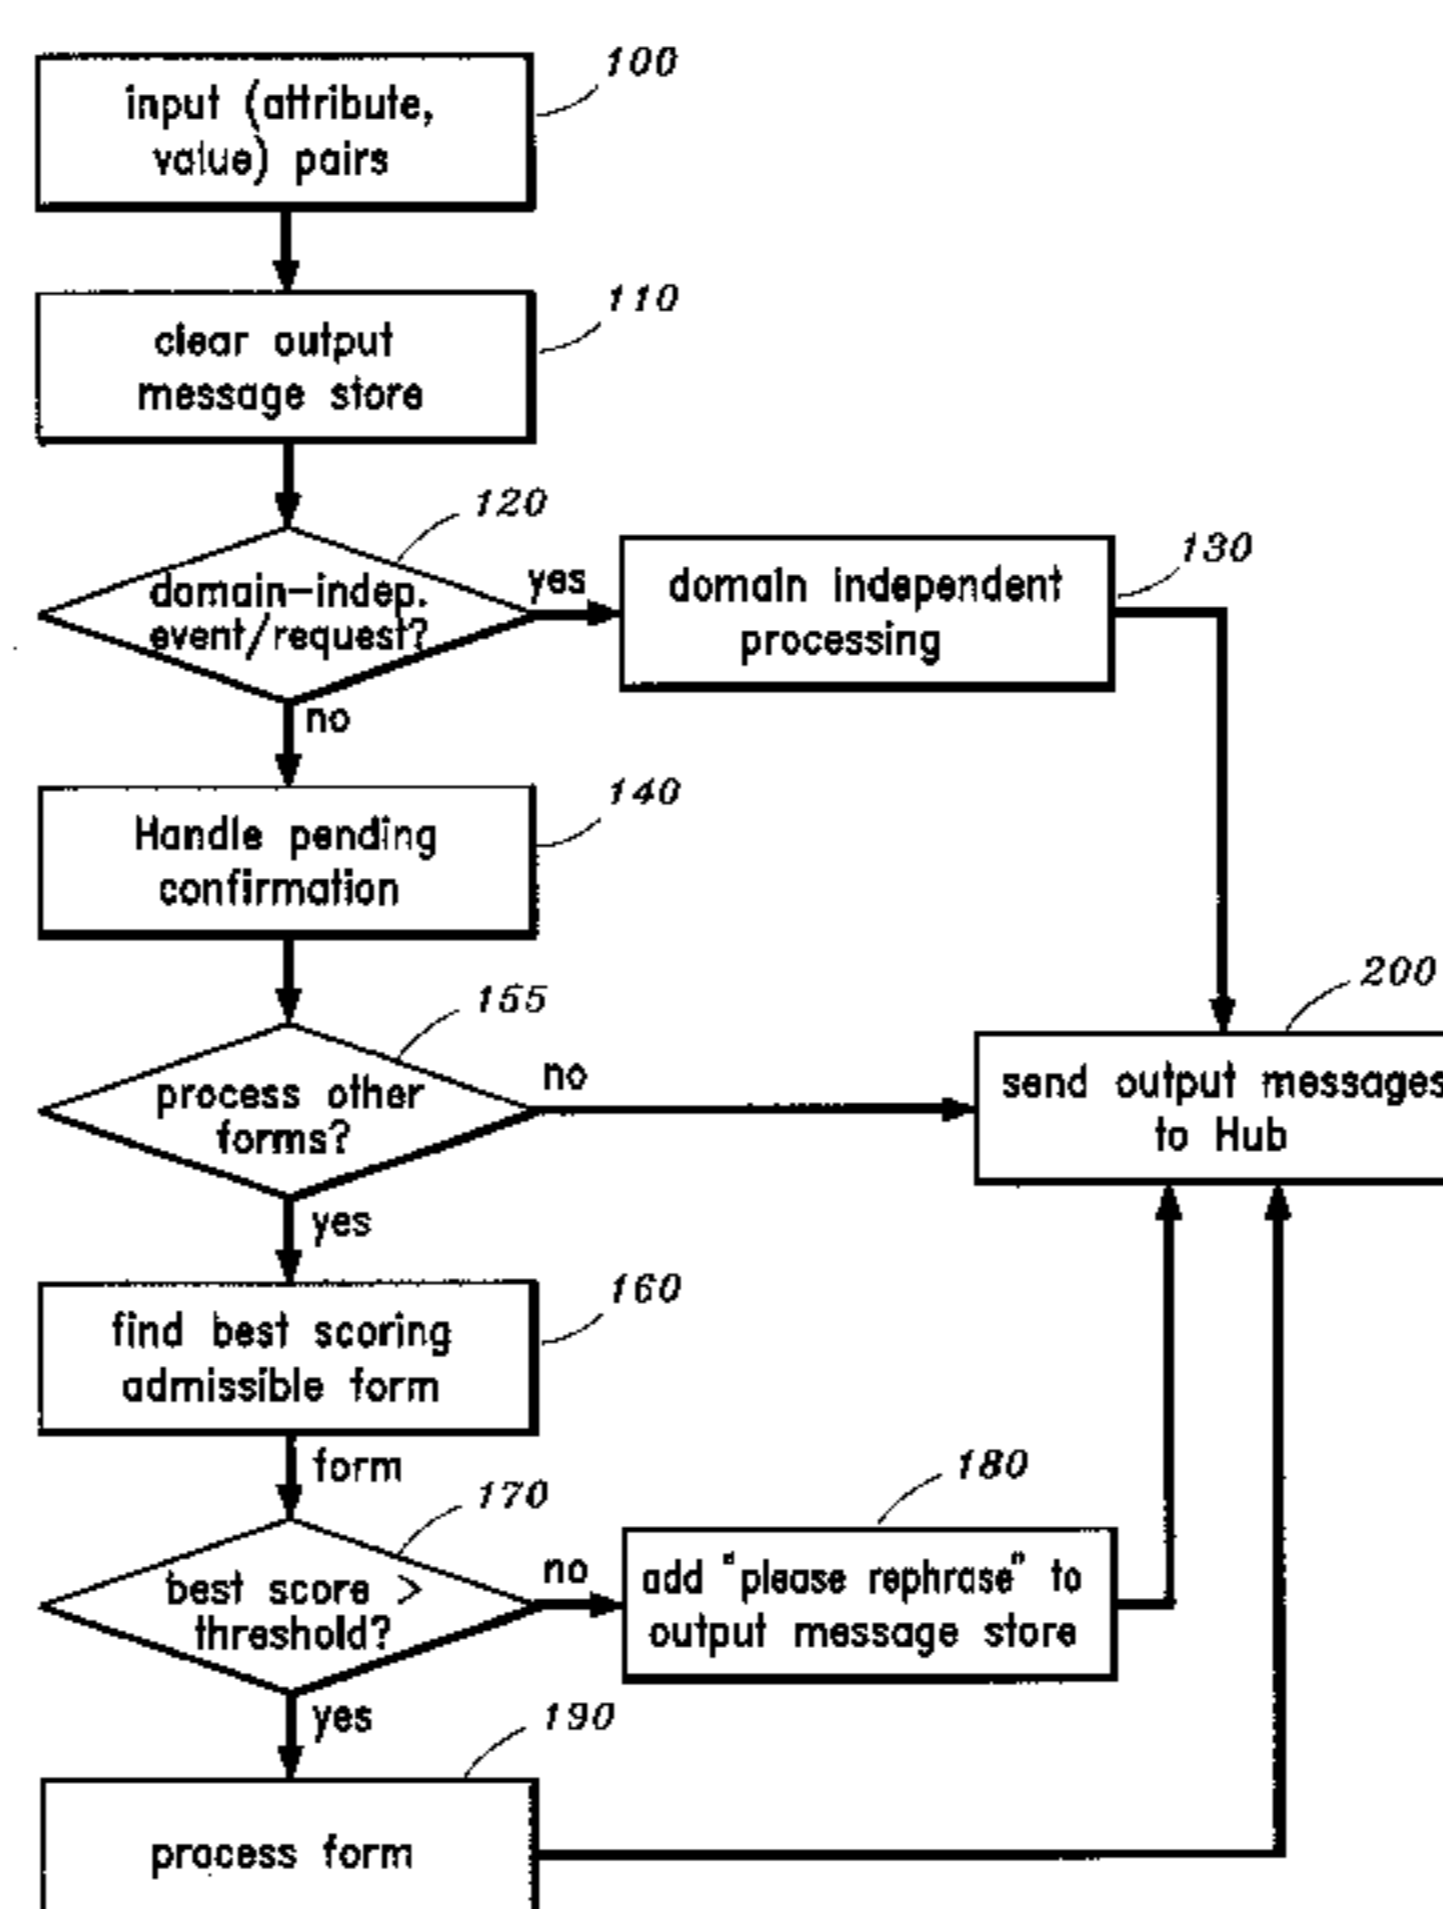 100
input (attribute,
value) pairs
110
clear output
message store
120
domain-indep.
event/request?
yes
130
domain independent
processing
no
140
Handle pending
confirmation
155
process other
forms?
no
200
send output messages
to Hub
yes
160
find best scoring
admissible form
form
170
best score >
threshold?
no
180
add "please rephrase" to
output message store
yes
190
process form